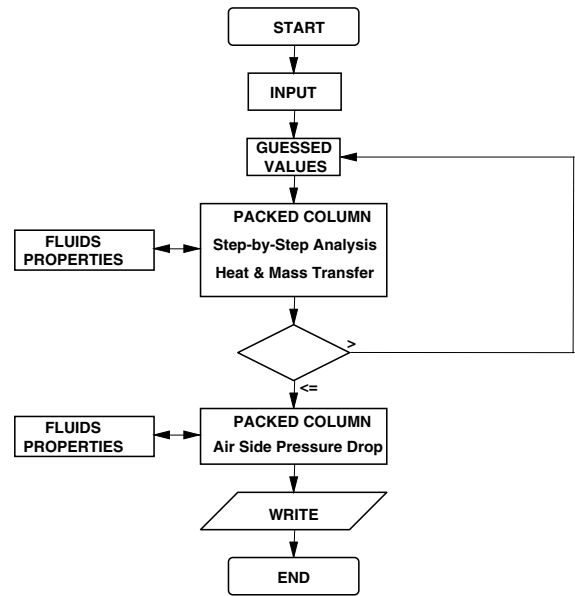 START
INPUT
GUESSED
VALUES
PACKED COLUMN
Step-by-Step Analysis
Heat & Mass Transfer
FLUIDS
PROPERTIES
>
<=
PACKED COLUMN
Air Side Pressure Drop
FLUIDS
PROPERTIES
WRITE
END